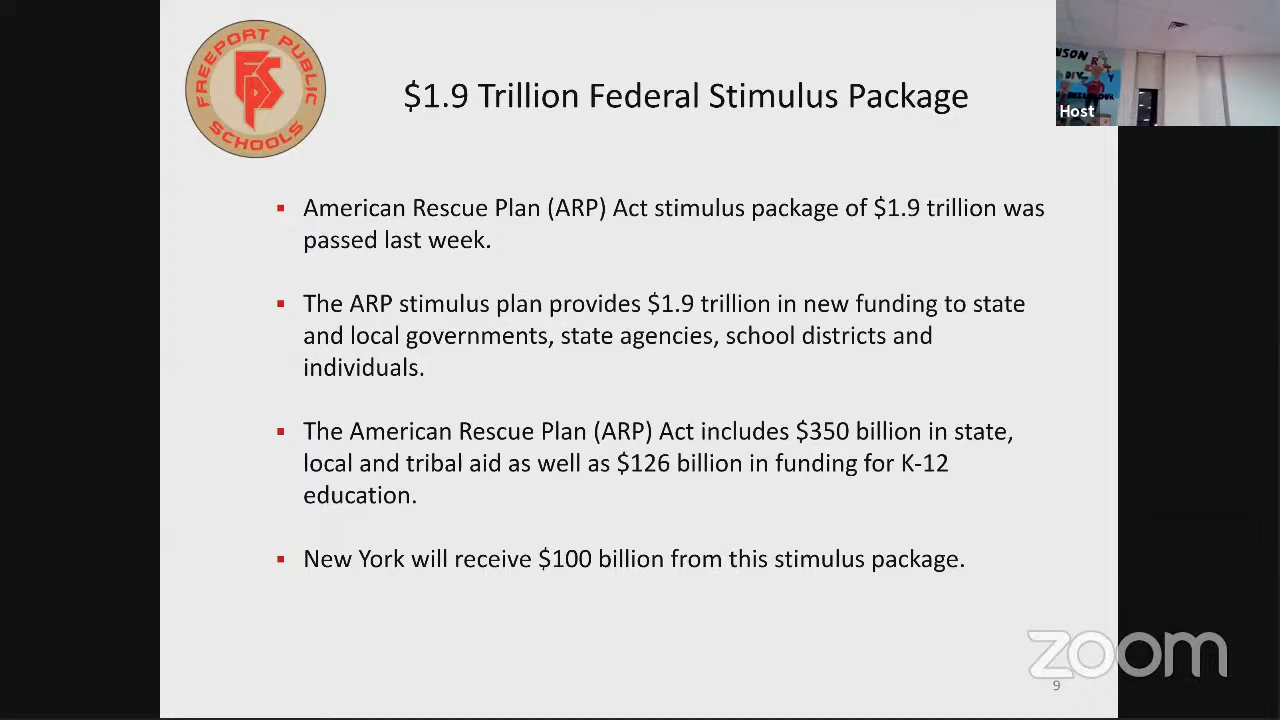 FREEPORT PUBLIC SCHOOLS
FPS
$1.9 Trillion Federal Stimulus Package
Host
▪ American Rescue Plan (ARP) Act stimulus package of $1.9 trillion was
passed last week.
▪ The ARP stimulus plan provides $1.9 trillion in new funding to state
and local governments, state agencies, school districts and
individuals.
▪ The American Rescue Plan (ARP) Act includes $350 billion in state,
local and tribal aid as well as $126 billion in funding for K-12
education.
▪ New York will receive $100 billion from this stimulus package.
zoom
9